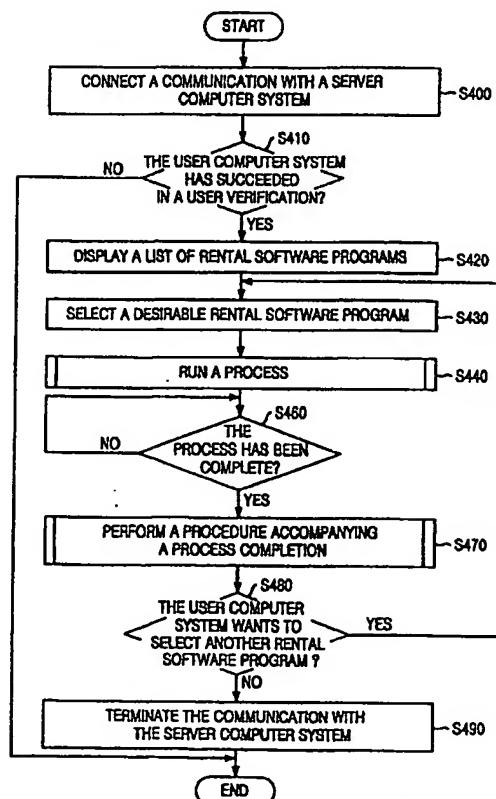 START
CONNECT A COMMUNICATION WITH A SERVER
COMPUTER SYSTEM
S400
S410
THE USER COMPUTER SYSTEM
HAS SUCCEEDED
IN A USER VERIFICATION?
NO
YES
DISPLAY A LIST OF RENTAL SOFTWARE PROGRAMS
S420
SELECT A DESIRABLE RENTAL SOFTWARE PROGRAM
S430
RUN A PROCESS
S440
S460
THE
PROCESS HAS BEEN
COMPLETE?
NO
YES
PERFORM A PROCEDURE ACCOMPANYING
A PROCESS COMPLETION
S470
S480
THE USER COMPUTER
SYSTEM WANTS TO
SELECT ANOTHER RENTAL
SOFTWARE PROGRAM ?
YES
NO
TERMINATE THE COMMUNICATION WITH
THE SERVER COMPUTER SYSTEM
S490
END